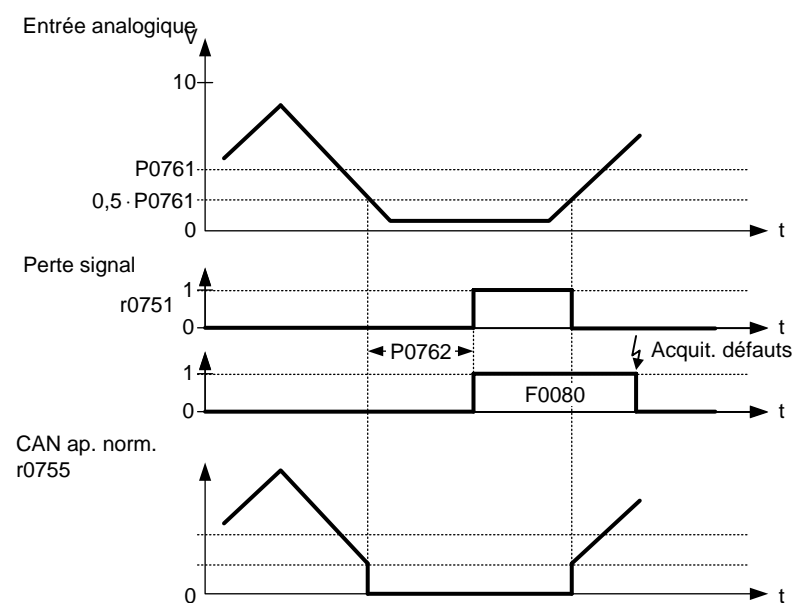 Entrée analogique
V
10
P0761
0,5 · P0761
0
t
Perte signal
r0751
1
0
t
P0762
Acquit. défauts
1
F0080
0
t
CAN ap. norm.
r0755
0
t